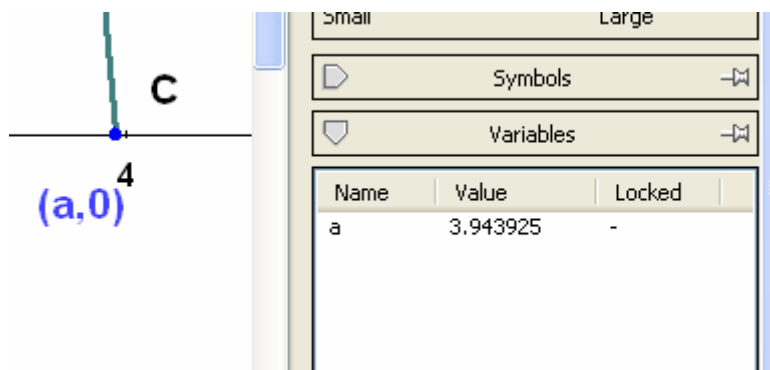 Small Large
Symbols
Variables
Name Value Locked
a 3.943925 -
C
4
(a,0)